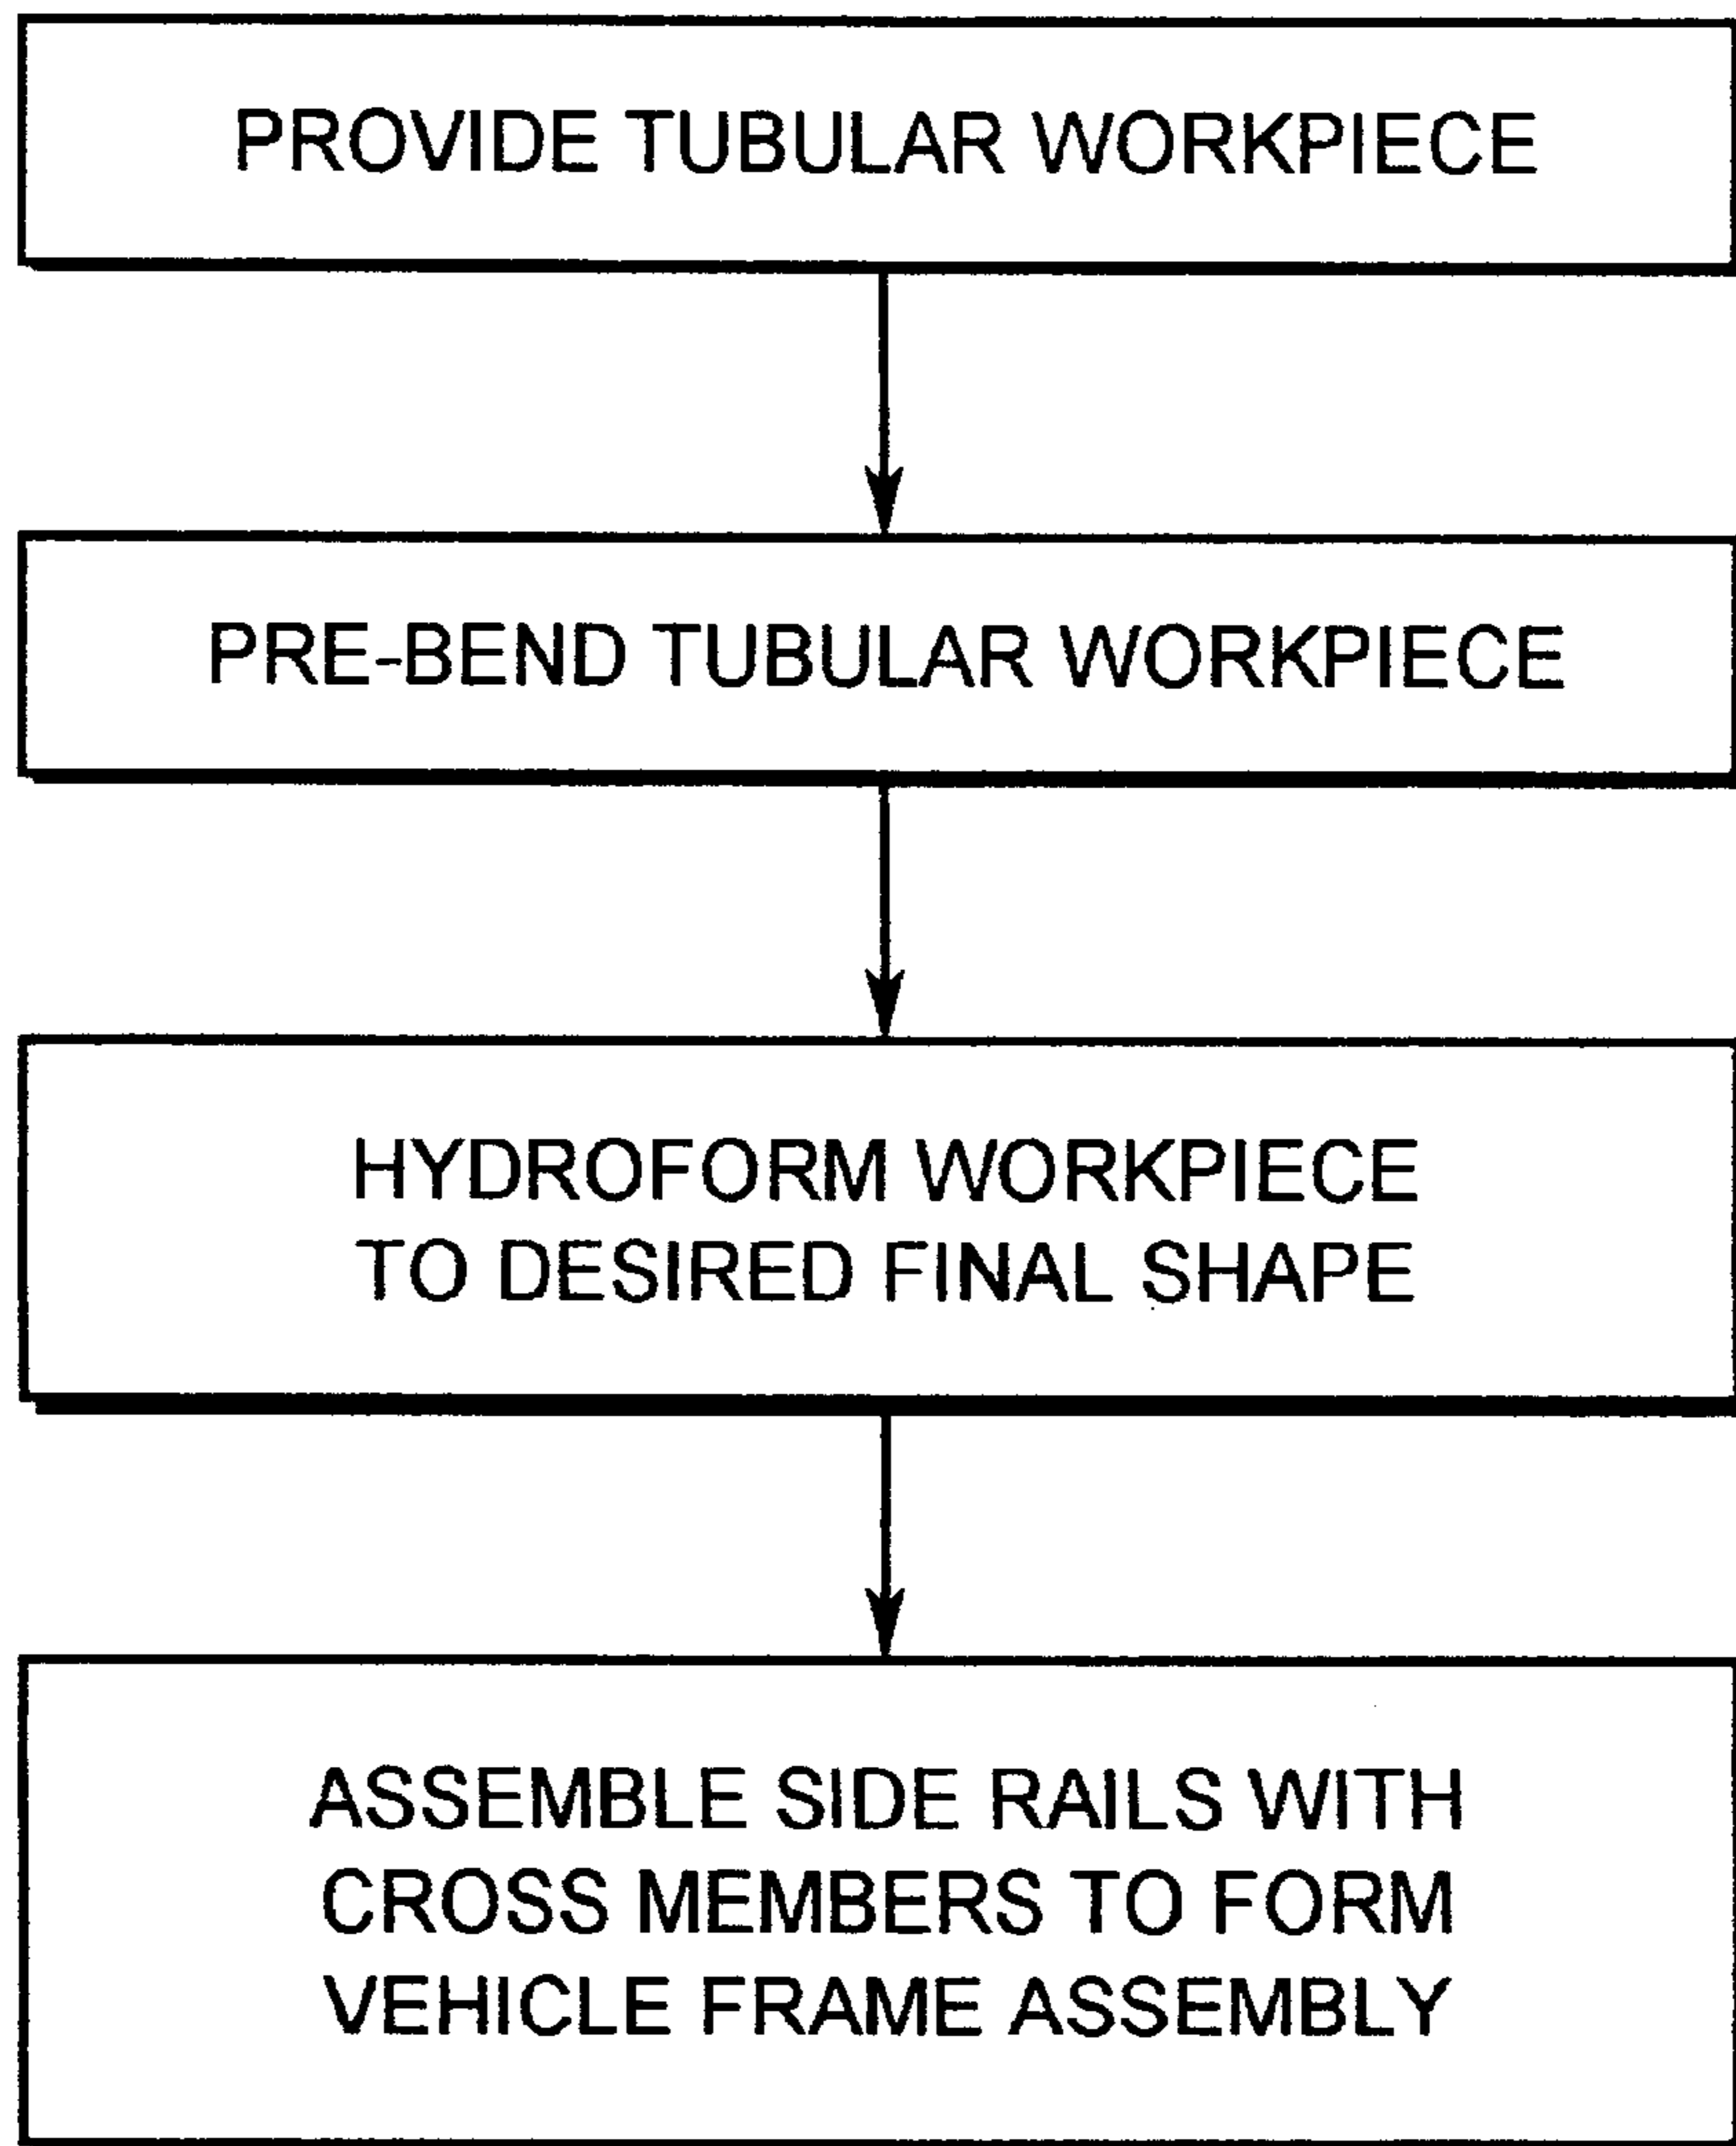 PROVIDE TUBULAR WORKPIECE
PRE-BEND TUBULAR WORKPIECE
HYDROFORM WORKPIECE
TO DESIRED FINAL SHAPE
ASSEMBLE SIDE RAILS WITH
CROSS MEMBERS TO FORM
VEHICLE FRAME ASSEMBLY